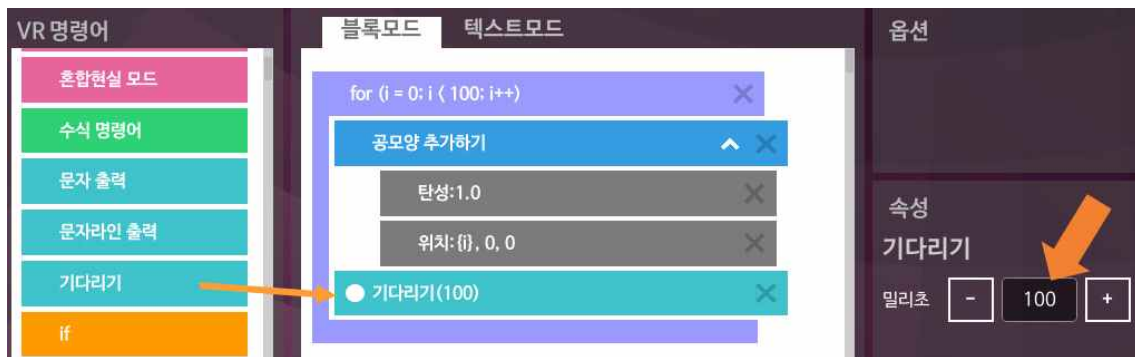 VR 명령어
혼합현실 모드
수식 명령어
문자 출력
문자라인 출력
기다리기
if
블록모드
텍스트모드
for (i = 0; i < 100; i++)
공모양 추가하기
탄성:1.0
위치:{i}, 0, 0
기다리기(100)
옵션
속성
기다리기
밀리초 - 100 +